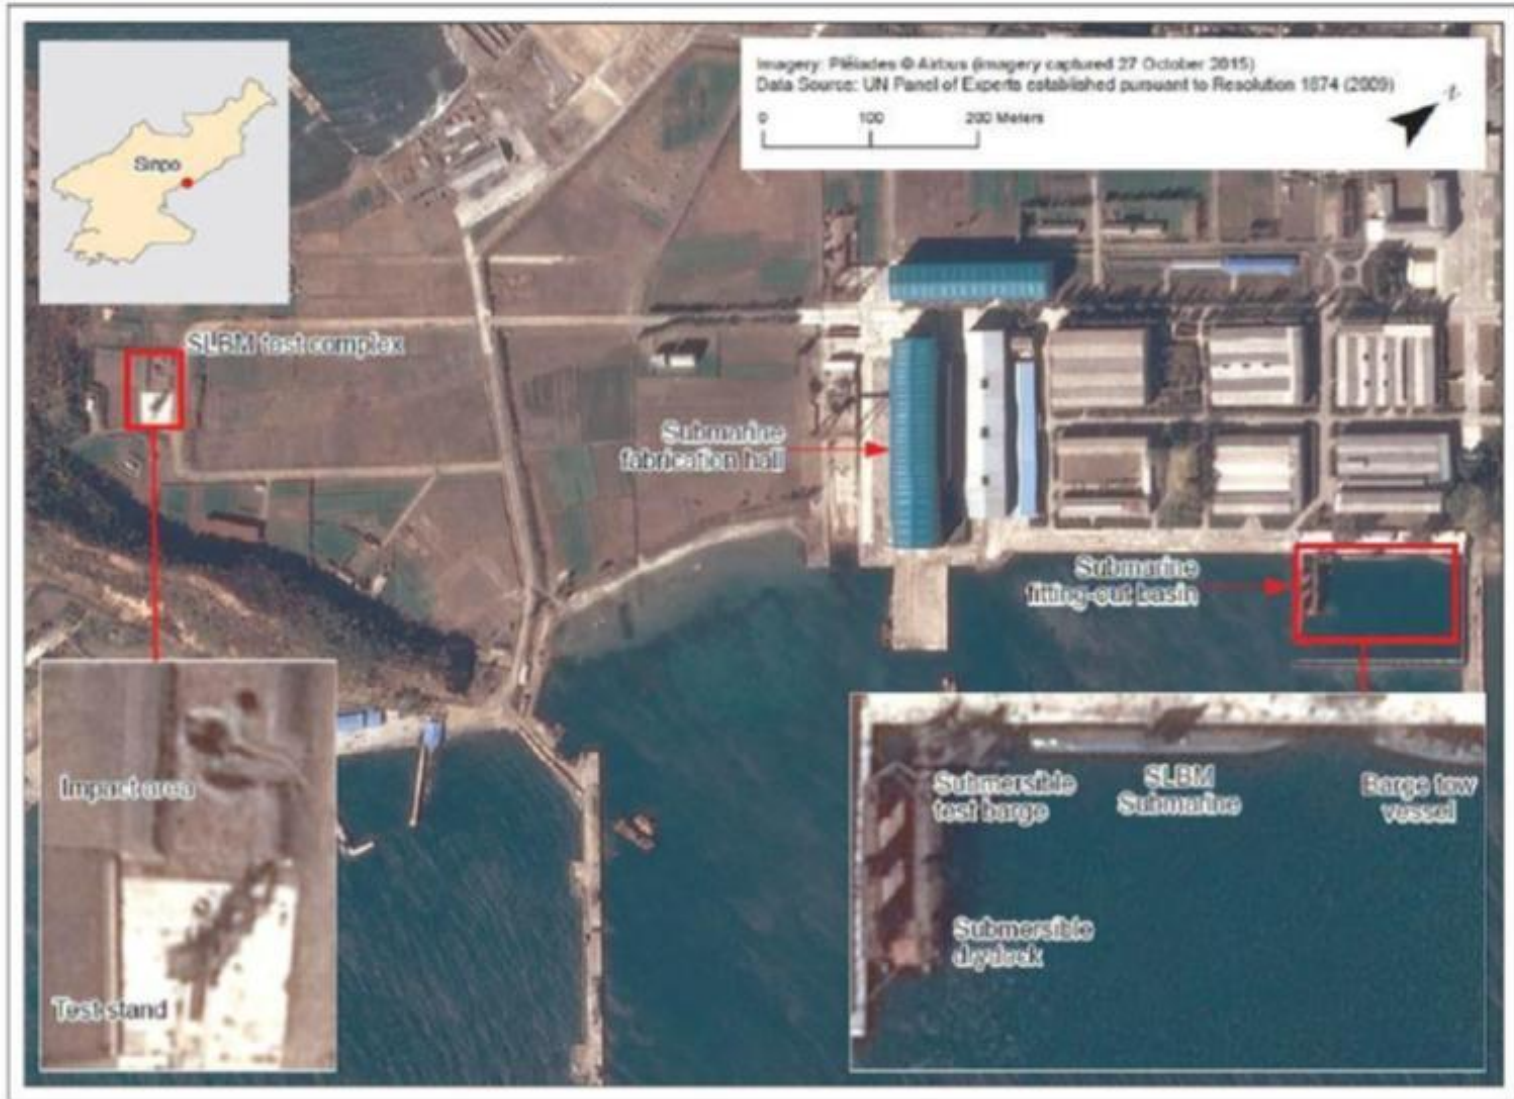 Imagery: Pléiades © Airbus (imagery captured 27 October 2015)
Data Source: UN Panel of Experts established pursuant to Resolution 1874 (2009)
0 100 200 Meters
Sinpo
SLBM test complex
Submarine
fabrication hall
Submarine
fitting-out basin
Impact area
Test stand
Submersible
test barge
SLBM
Submarine
Barge tow
vessel
Submersible
drydock